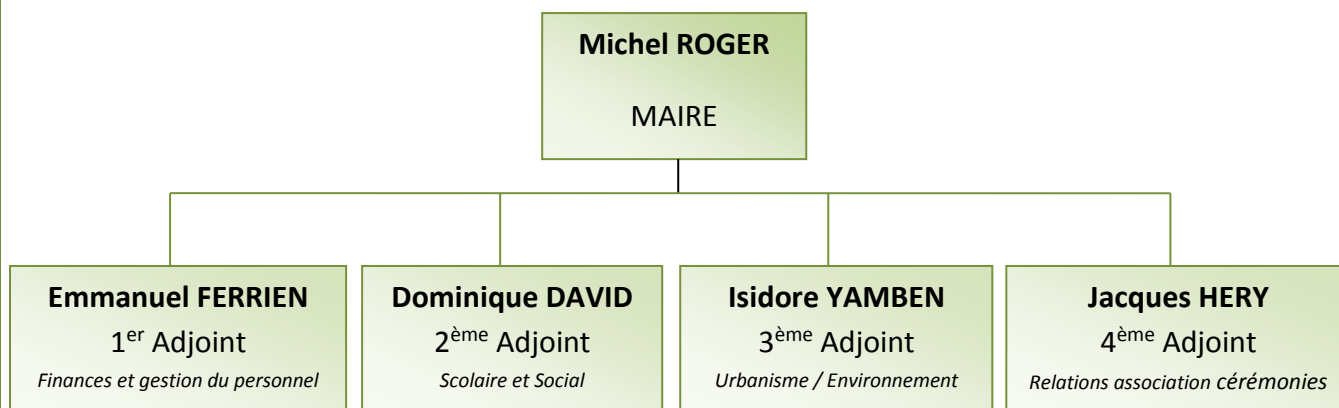 Michel ROGER
MAIRE
Emmanuel FERRIEN
1er Adjoint
Finances et gestion du personnel
Dominique DAVID
2ème Adjoint
Scolaire et Social
Isidore YAMBEN
3ème Adjoint
Urbanisme / Environnement
Jacques HERY
4ème Adjoint
Relations association cérémonies